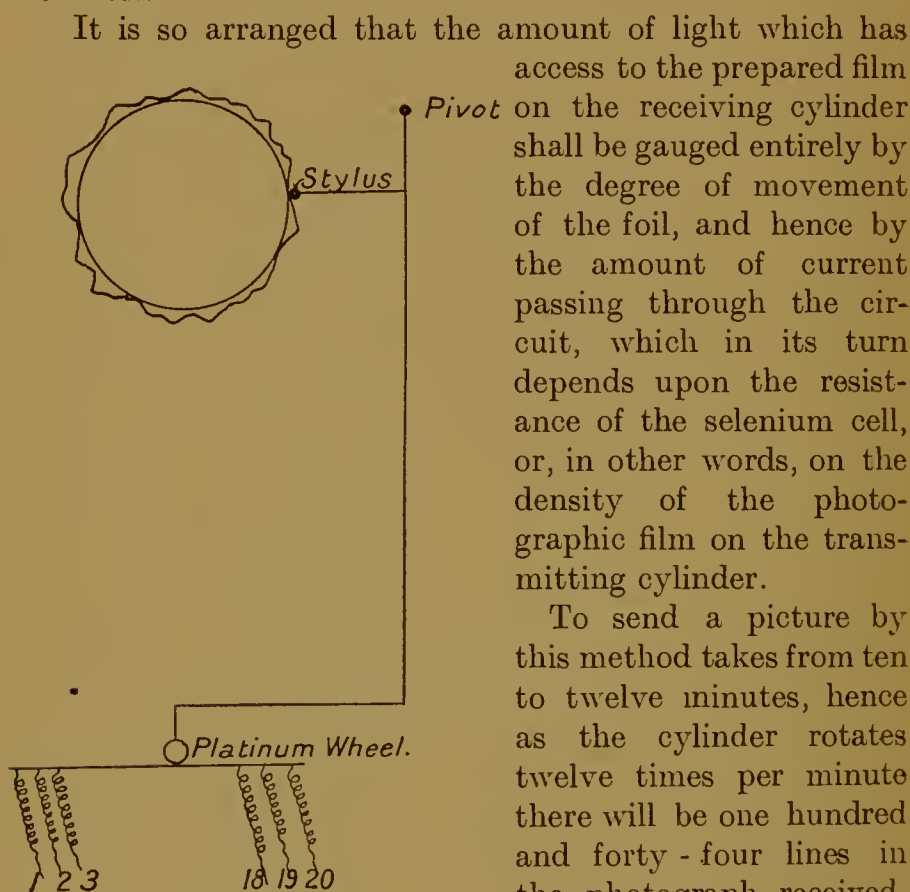 It is so arranged that the amount of light which has
access to the prepared film
on the receiving cylinder
shall be gauged entirely by
the degree of movement
of the foil, and hence by
the amount of current
passing through the cir-
cuit, which in its turn
depends upon the resist-
ance of the selenium cell,
or, in other words, on the
density of the photo-
graphic film on the trans-
mitting cylinder.
To send a picture by
this method takes from ten
to twelve minutes, hence
as the cylinder rotates
twelve times per minute
there will be one hundred
and forty-four lines in
the photograph received.
Pivot
Stylus
Platinum Wheel.
1 2 3 18 19 20